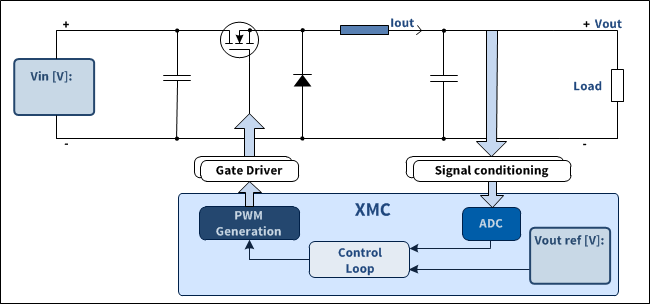 +
Iout
+ Vout
Vin [V]:
Load
-
-
Gate Driver
Signal conditioning
XMC
PWM
Generation
ADC
Control
Loop
Vout ref [V]: